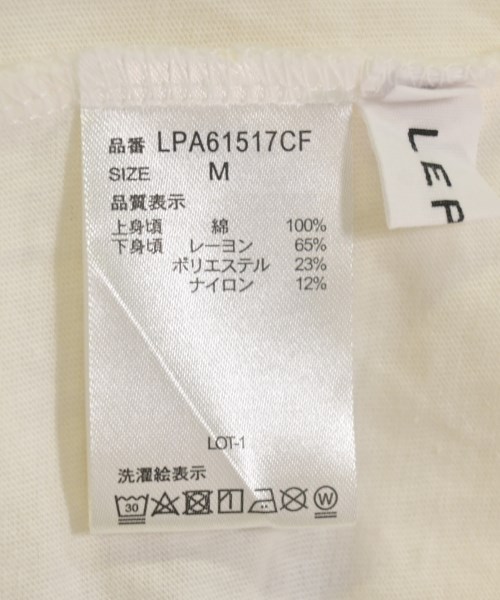 品番 LPA61517CF
SIZE M
品質表示
上身頃 綿 100%
下身頃 レーヨン 65%
ポリエステル 23%
ナイロン 12%
LOT-1
洗濯絵表示
30 W
LEP